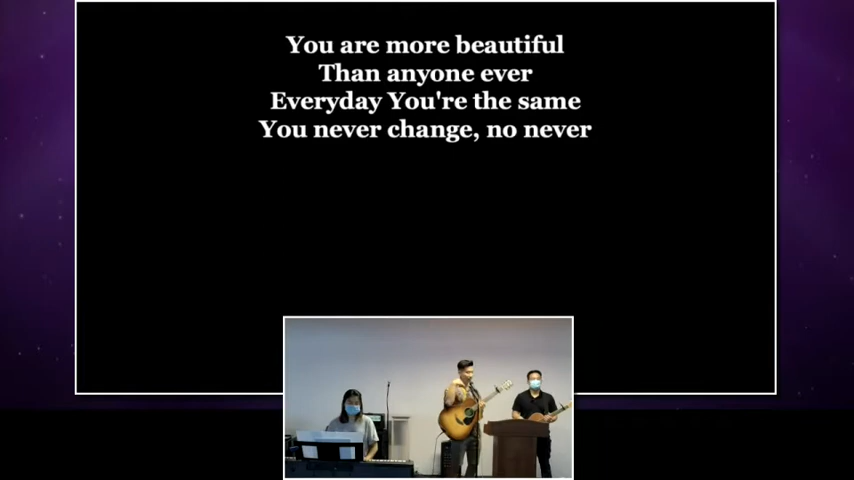 You are more beautiful
Than anyone ever
Everyday You're the same
You never change, no never